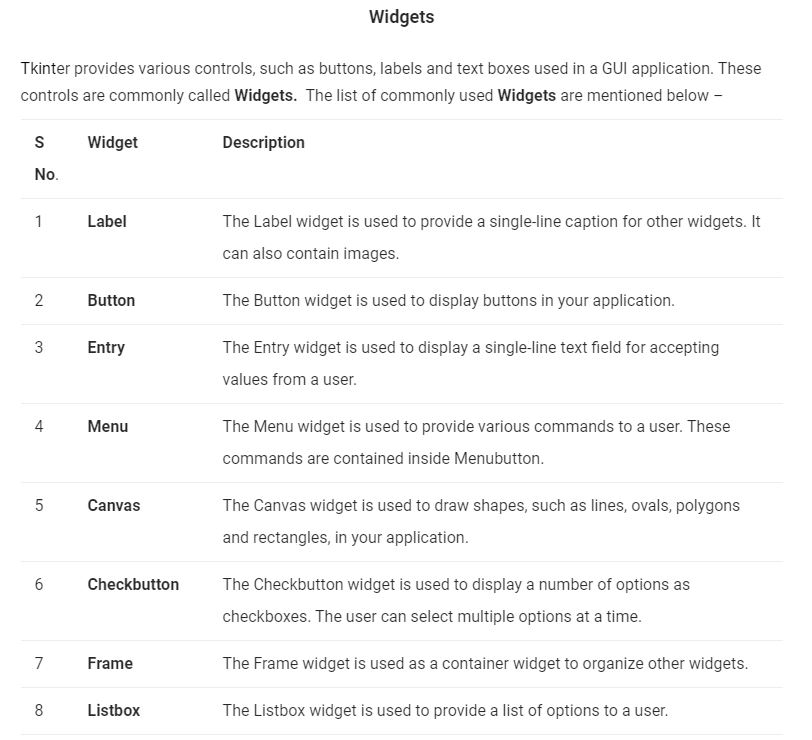 Widgets
Tkinter provides various controls, such as buttons, labels and text boxes used in a GUI application. These
controls are commonly called Widgets. The list of commonly used Widgets are mentioned below –
S Widget Description
No.
1 Label The Label widget is used to provide a single-line caption for other widgets. It
can also contain images.
2 Button The Button widget is used to display buttons in your application.
3 Entry The Entry widget is used to display a single-line text field for accepting
values from a user.
4 Menu The Menu widget is used to provide various commands to a user. These
commands are contained inside Menubutton.
5 Canvas The Canvas widget is used to draw shapes, such as lines, ovals, polygons
and rectangles, in your application.
6 Checkbutton The Checkbutton widget is used to display a number of options as
checkboxes. The user can select multiple options at a time.
7 Frame The Frame widget is used as a container widget to organize other widgets.
8 Listbox The Listbox widget is used to provide a list of options to a user.